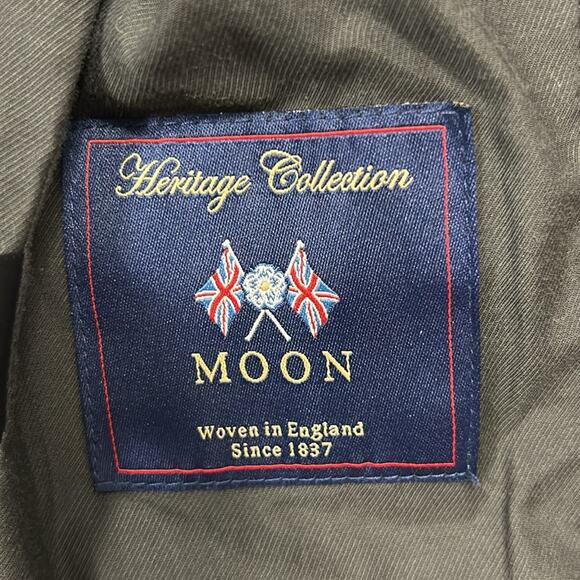 Heritage Collection
MOON
Woven in England
Since 1837